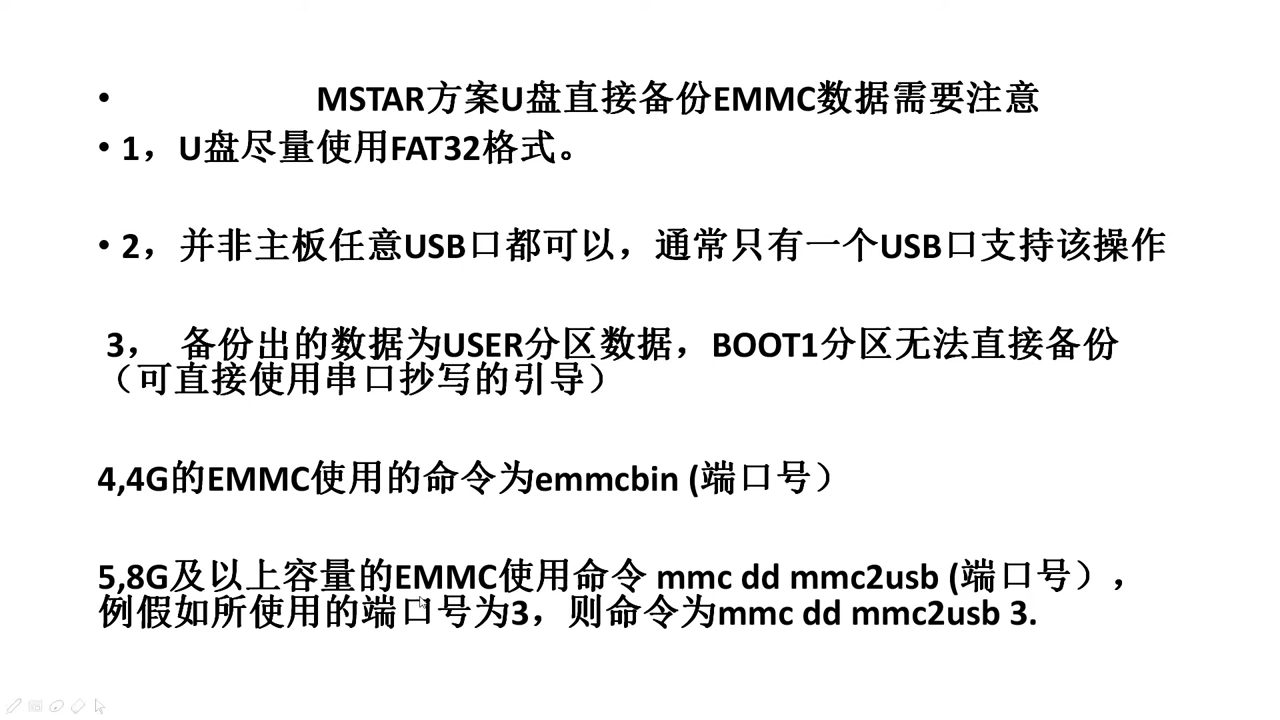 • MSTAR方案U盘直接备份EMMC数据需要注意
• 1，U盘尽量使用FAT32格式。
• 2，并非主板任意USB口都可以，通常只有一个USB口支持该操作
3， 备份出的数据为USER分区数据，BOOT1分区无法直接备份
（可直接使用串口抄写的引导）
4,4G的EMMC使用的命令为emmcbin (端口号）
5,8G及以上容量的EMMC使用命令 mmc dd mmc2usb (端口号），
例假如所使用的端口号为3，则命令为mmc dd mmc2usb 3.